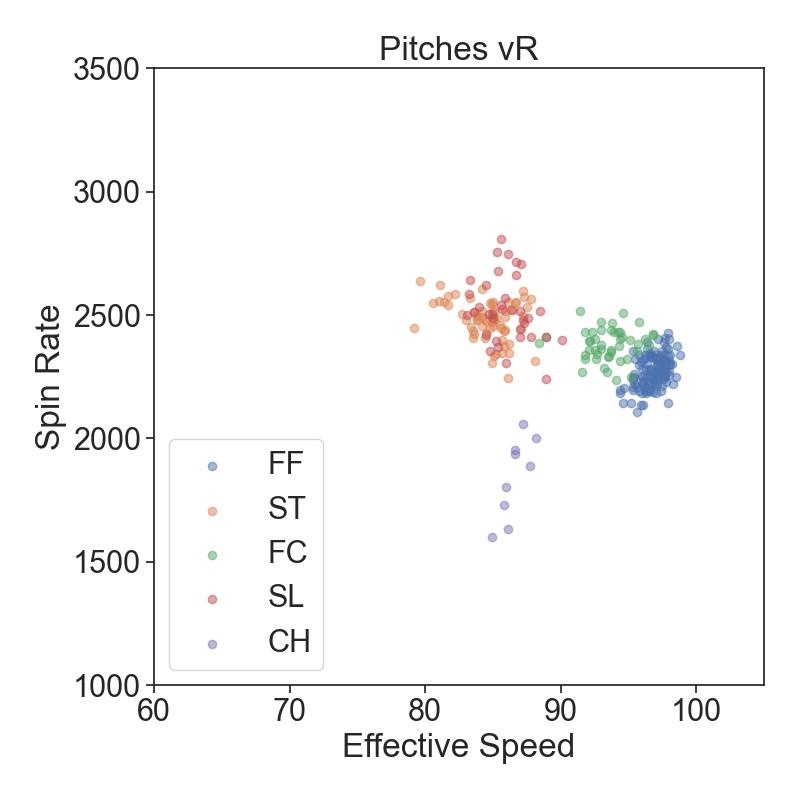 Pitches vR
3500
3000
2500
2000
1500
1000
Spin Rate
FF
ST
FC
SL
CH
60 70 80 90 100
Effective Speed